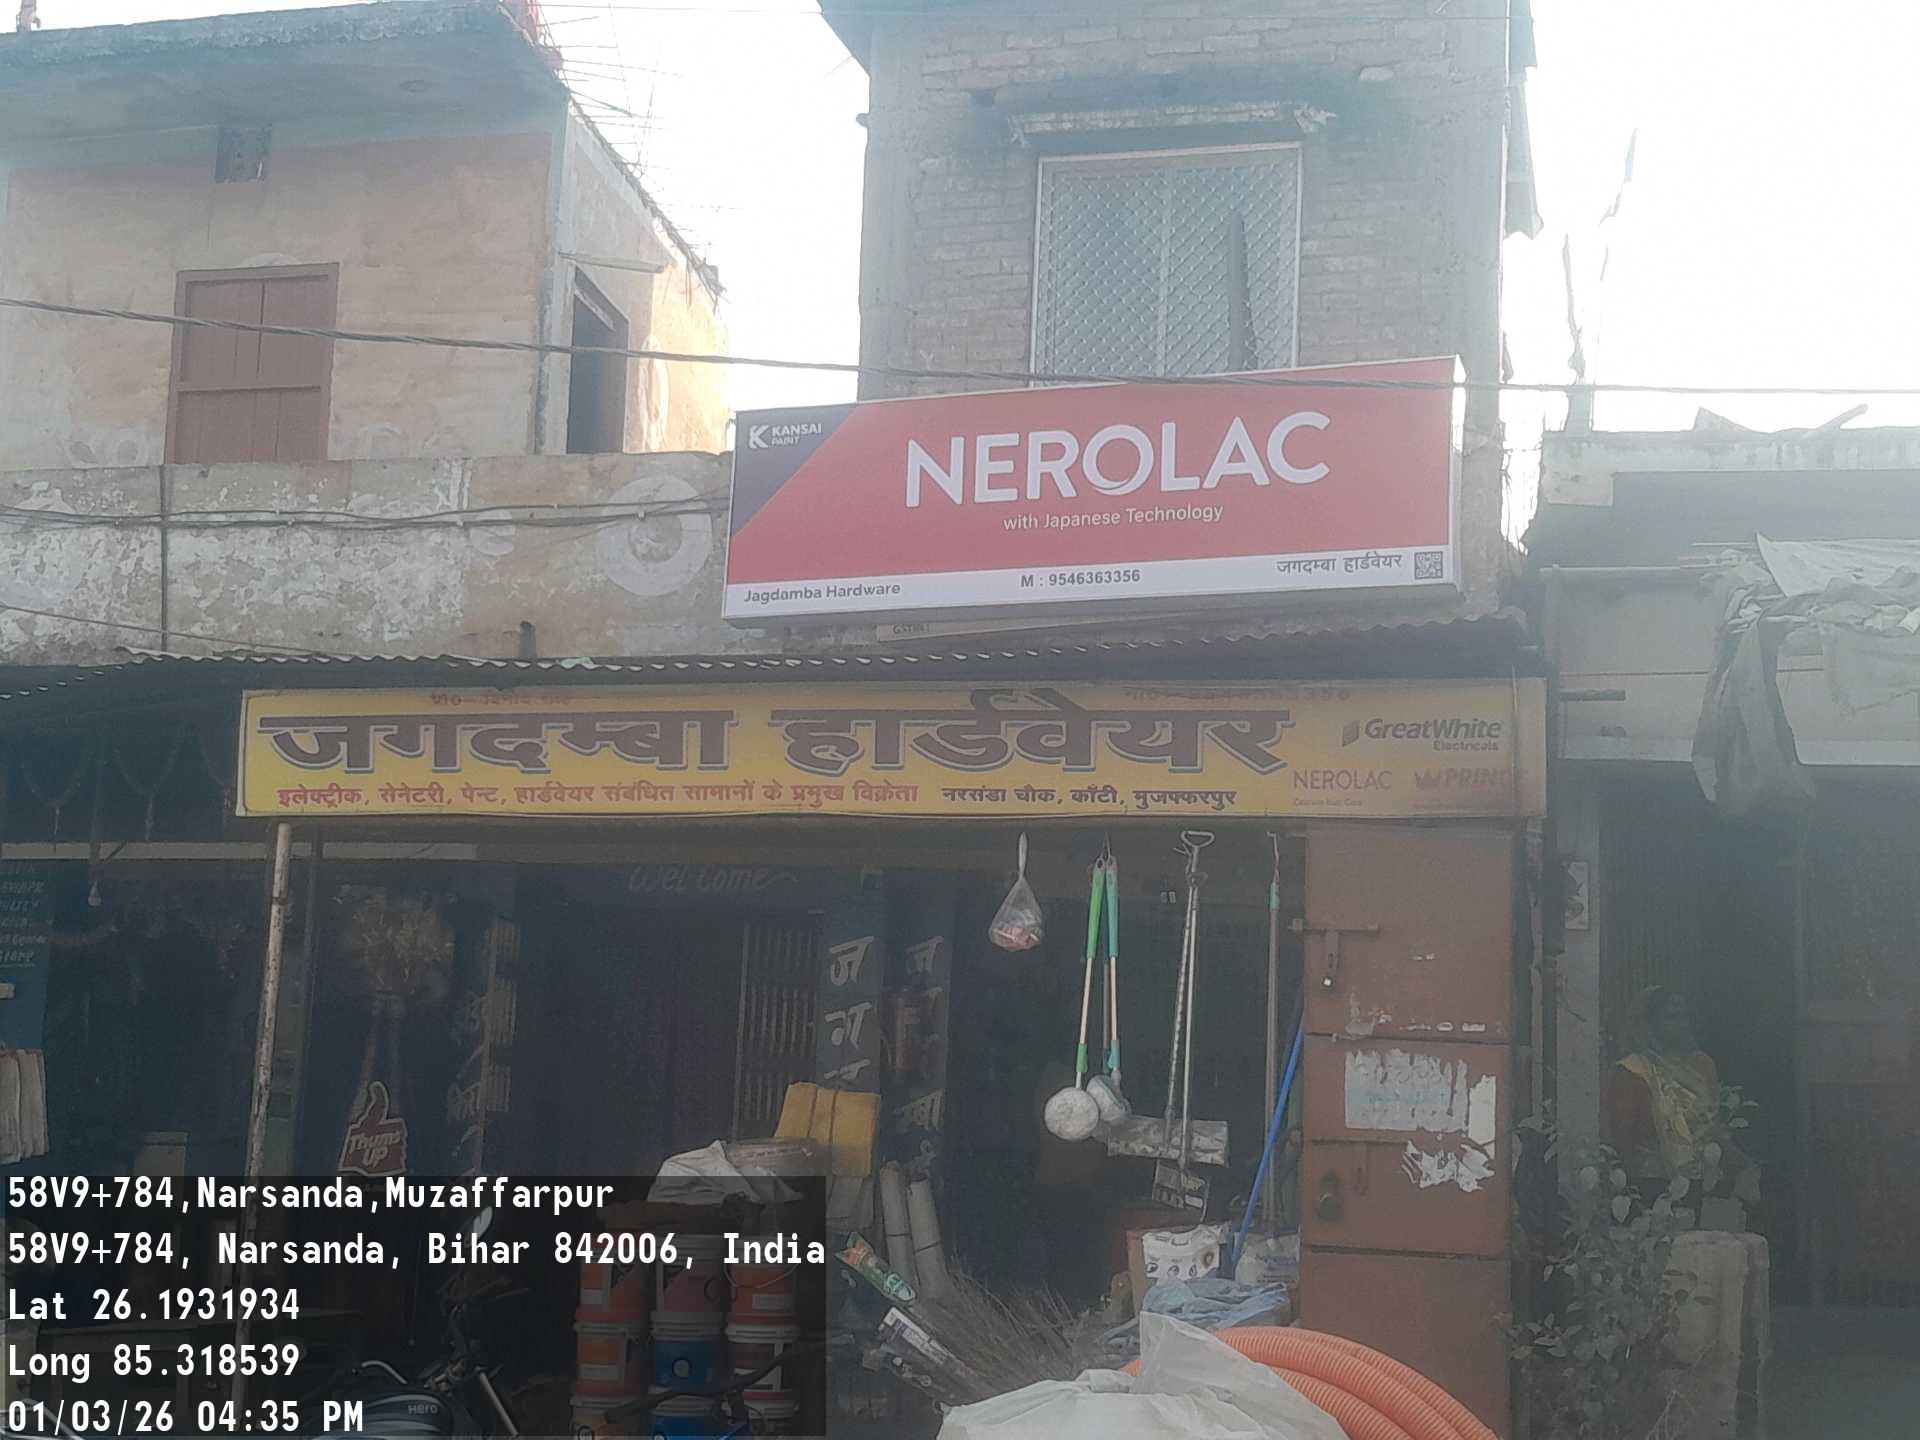 KANSAI
PAINT
NEROLAC
with Japanese Technology
Jagdamba Hardware
M : 9546363356
जगदम्बा हार्डवेयर
जगदम्बा हार्डवेयर
GreatWhite
Electricals
NEROLAC
PRINCE
इलेक्ट्रीक, सेनेटरी, पेन्ट, हार्डवेयर संबंधित सामानों के प्रमुख विक्रेता
नरसंडा चौक, काँटी, मुजफ्फरपुर
Welcome
Thums
UP
Hero
58V9+784,Narsanda,Muzaffarpur
58V9+784, Narsanda, Bihar 842006, India
Lat 26.1931934
Long 85.318539
01/03/26 04:35 PM